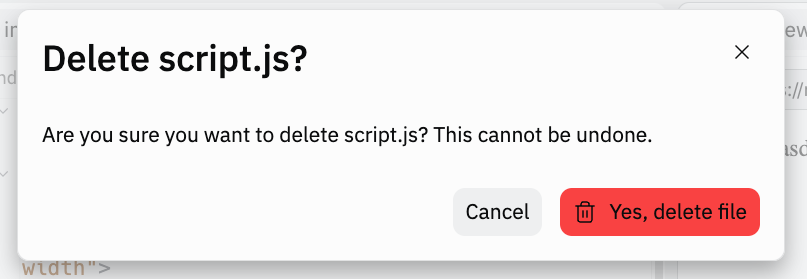 Delete script.js?
Are you sure you want to delete script.js? This cannot be undone.
Cancel
Yes, delete file
width">